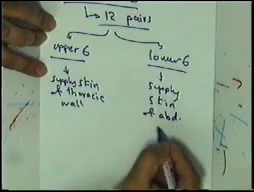 12 pairs
upper 6
supply skin
of thoracic
wall
lower 6
supply
skin
of abd.